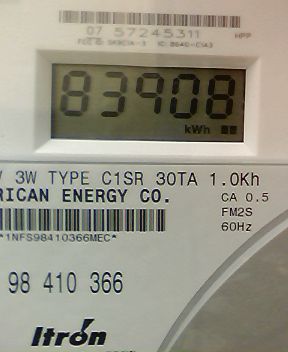 07 57245311 HPP
83908
kWh
V 3W TYPE C1SR 30TA 1.0Kh
RICAN ENERGY CO. CA 0.5
FM2S
*1NFS98410366MEC* 60Hz
98 410 366
Itron